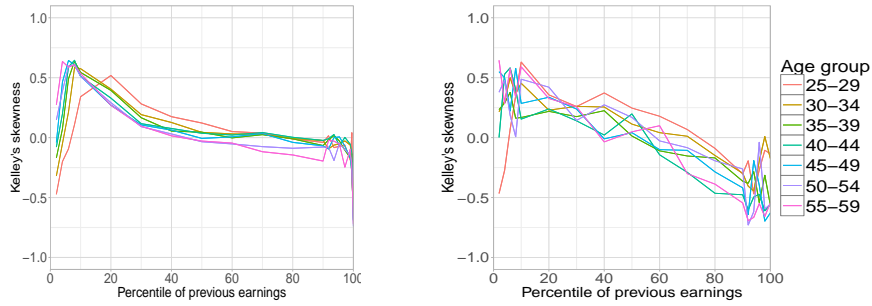 1.0
0.5
0.0
−0.5
−1.0
Kelley's skewness
0 20 40 60 80 100
Percentile of previous earnings
1.0
0.5
0.0
−0.5
−1.0
Kelley's skewness
0 20 40 60 80 100
Percentile of previous earnings
Age group
25−29
30−34
35−39
40−44
45−49
50−54
55−59